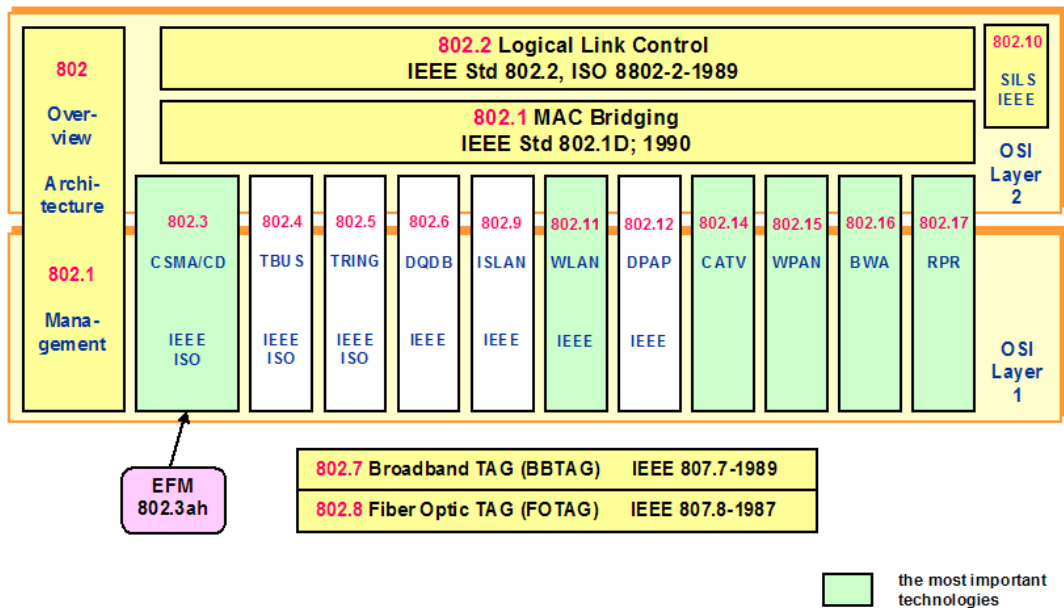 802
Over-
view
Archi-
tecture
802.1
Mana-
gement
802.2 Logical Link Control
IEEE Std 802.2, ISO 8802-2-1989
802.1 MAC Bridging
IEEE Std 802.1D; 1990
802.10
SILS
IEEE
OSI
Layer
2
802.3
CSMA/CD
IEEE
ISO
802.4
TBUS
IEEE
ISO
802.5
TRING
IEEE
ISO
802.6
DQDB
IEEE
802.9
ISLAN
IEEE
802.11
WLAN
IEEE
802.12
DPAP
IEEE
802.14
CATV
802.15
WPAN
802.16
BWA
802.17
RPR
OSI
Layer
1
EFM
802.3ah
802.7 Broadband TAG (BBTAG) IEEE 807.7-1989
802.8 Fiber Optic TAG (FOTAG) IEEE 807.8-1987
the most important
technologies